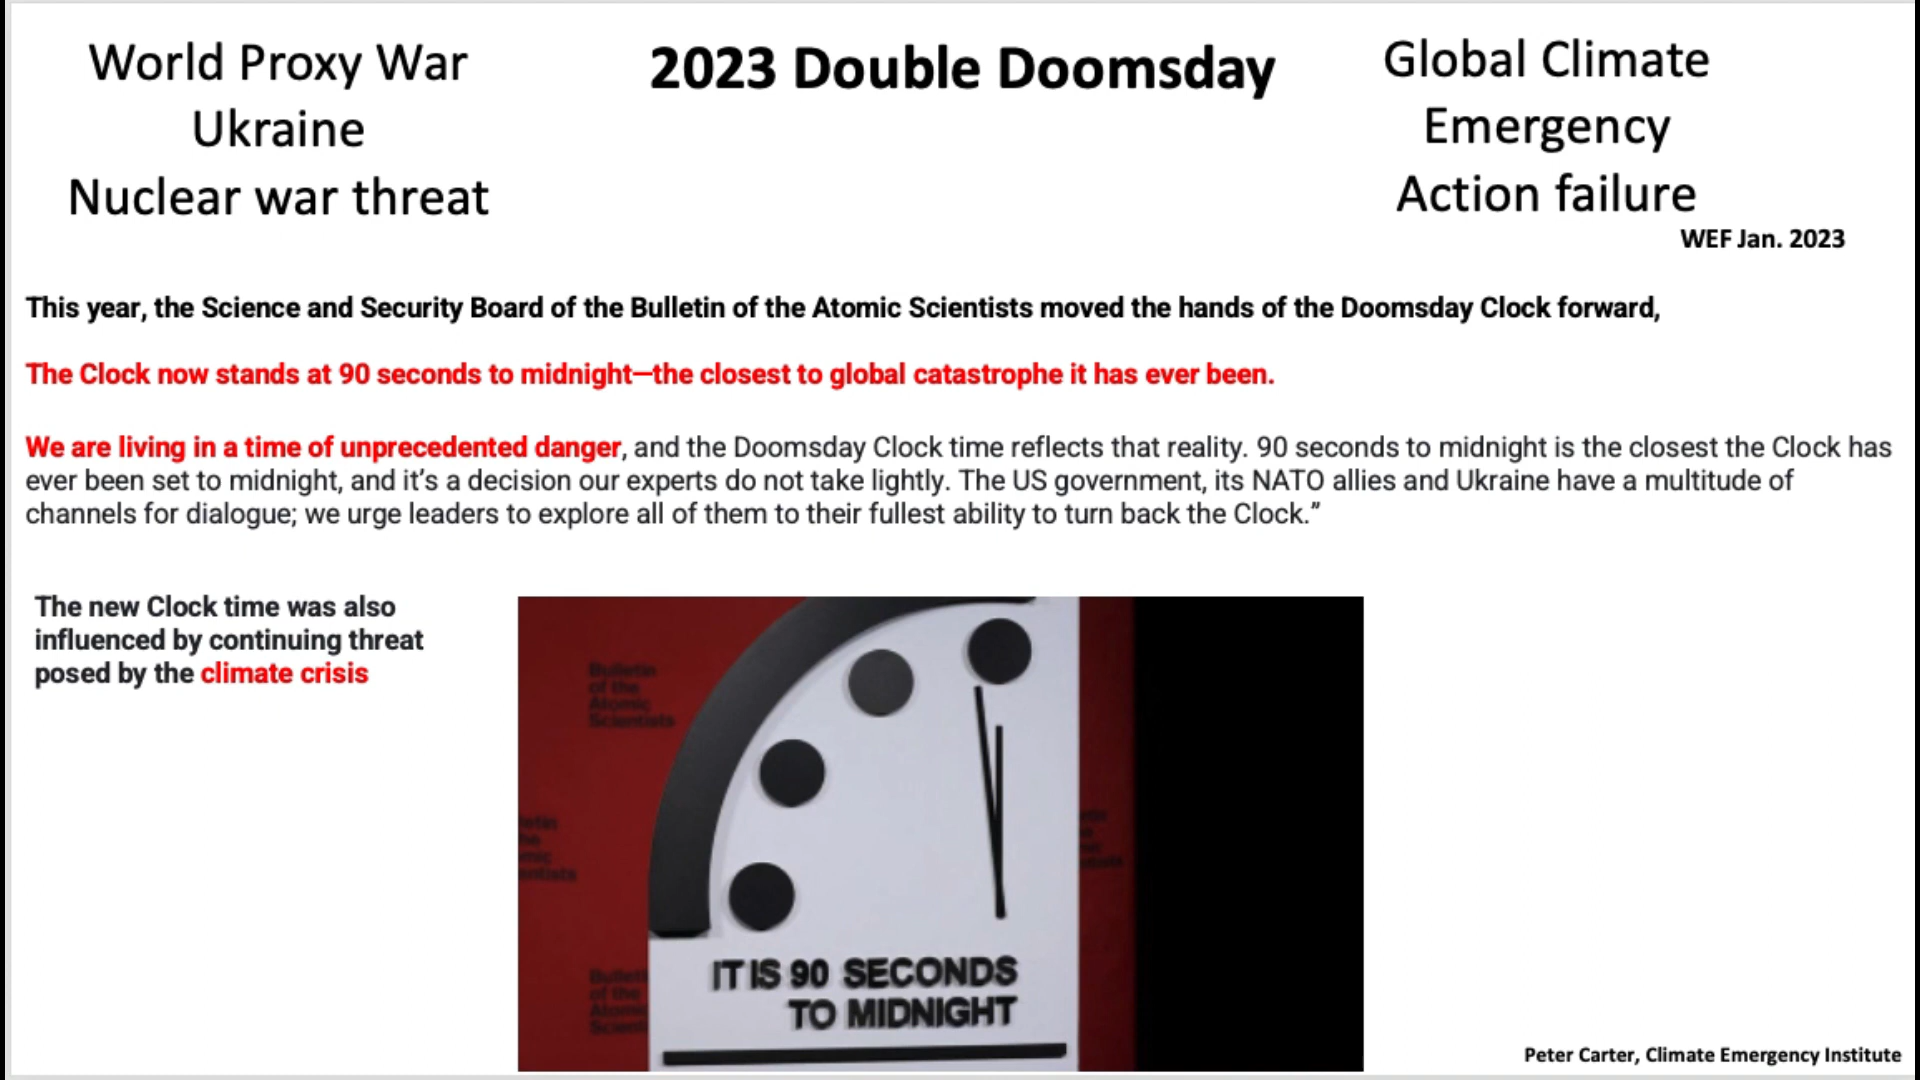 World Proxy War
Ukraine
Nuclear war threat
2023 Double Doomsday
Global Climate
Emergency
Action failure
WEF Jan. 2023
This year, the Science and Security Board of the Bulletin of the Atomic Scientists moved the hands of the Doomsday Clock forward,
The Clock now stands at 90 seconds to midnight—the closest to global catastrophe it has ever been.
We are living in a time of unprecedented danger, and the Doomsday Clock time reflects that reality. 90 seconds to midnight is the closest the Clock has
ever been set to midnight, and it’s a decision our experts do not take lightly. The US government, its NATO allies and Ukraine have a multitude of
channels for dialogue; we urge leaders to explore all of them to their fullest ability to turn back the Clock.”
The new Clock time was also
influenced by continuing threat
posed by the climate crisis
Bulletin
of the
Atomic
Scientists
IT IS 90 SECONDS
TO MIDNIGHT
Peter Carter, Climate Emergency Institute